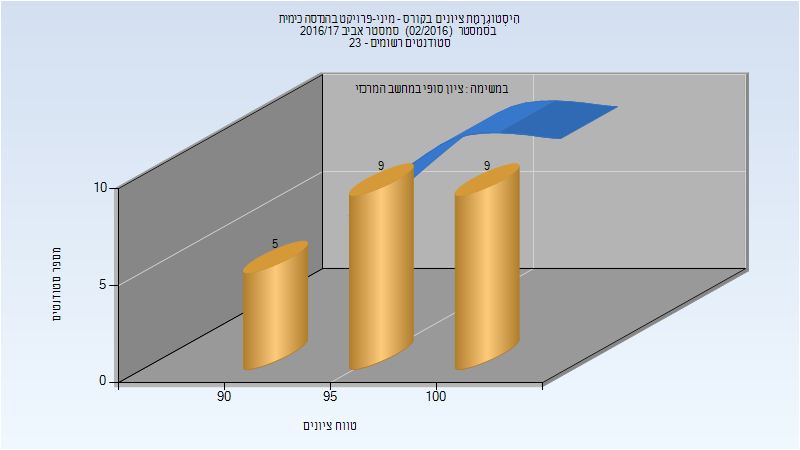 היסטוגרמת ציונים בקורס - מיני-פרויקט בהנדסה כימית
בסמסטר (02/2016) סמסטר אביב 2016/17
סטודנטים רשומים - 23
במשימה : ציון סופי במחשב המרכזי
9
9
5
10
5
0
90
95
100
מספר סטודנטים
טווח ציונים